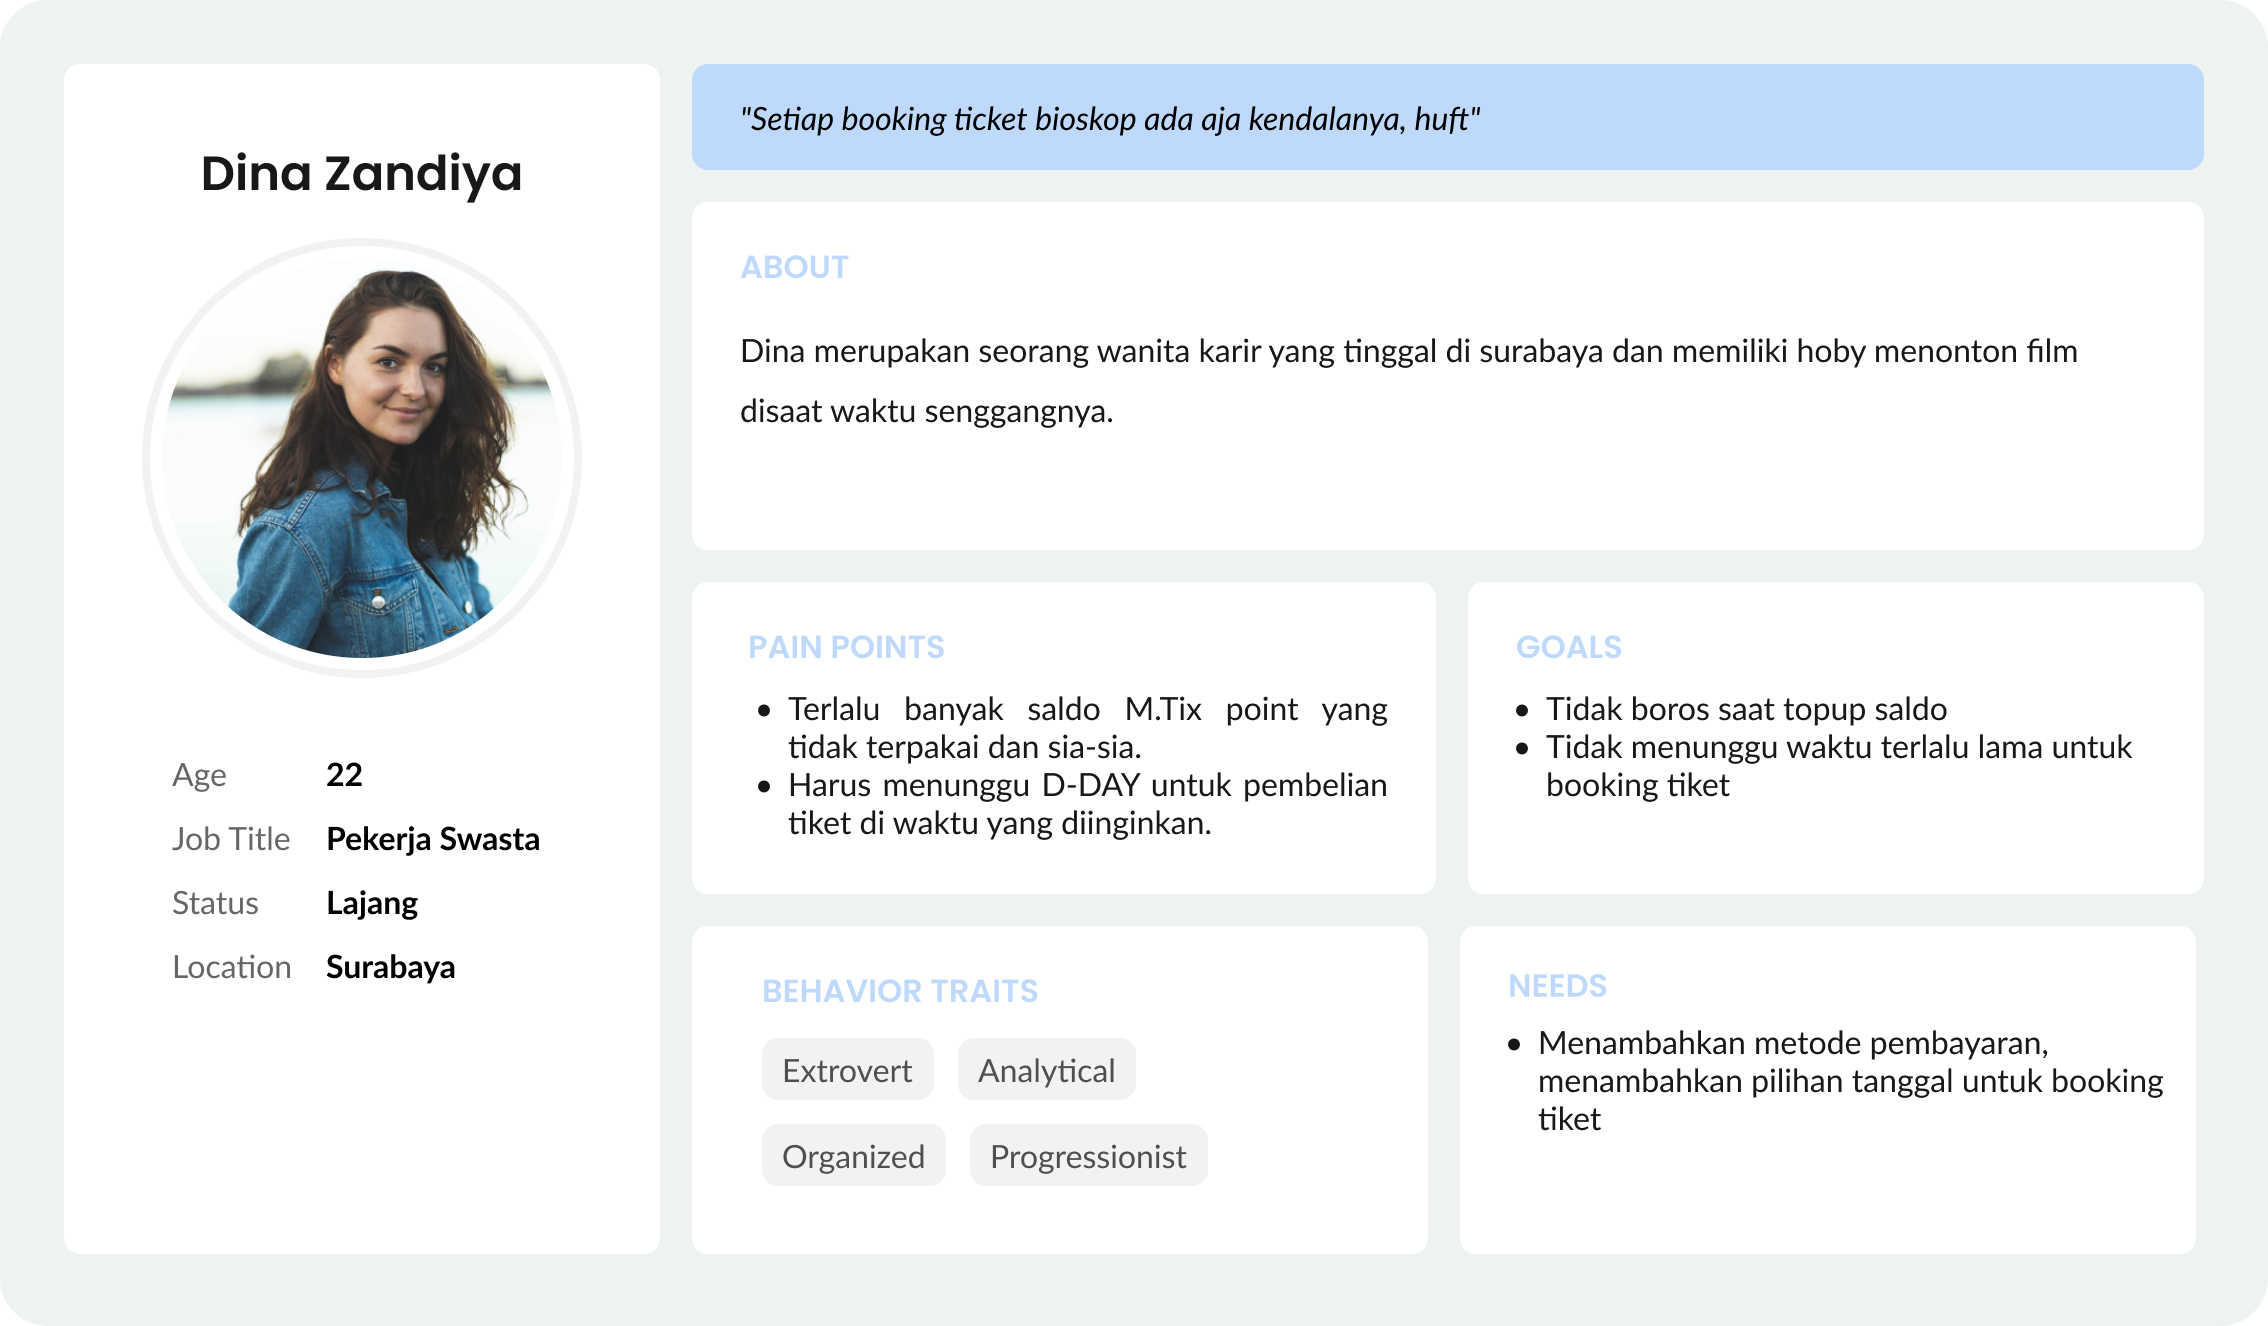 Dina Zandiya
Age 22
Job Title Pekerja Swasta
Status Lajang
Location Surabaya
"Setiap booking ticket bioskop ada aja kendalanya, huft"
ABOUT
Dina merupakan seorang wanita karir yang tinggal di surabaya dan memiliki hoby menonton film
disaat waktu senggangnya.
PAIN POINTS
• Terlalu banyak saldo M.Tix point yang
tidak terpakai dan sia-sia.
• Harus menunggu D-DAY untuk pembelian
tiket di waktu yang diinginkan.
GOALS
• Tidak boros saat topup saldo
• Tidak menunggu waktu terlalu lama untuk
booking tiket
BEHAVIOR TRAITS
Extrovert Analytical
Organized Progressionist
NEEDS
• Menambahkan metode pembayaran,
menambahkan pilihan tanggal untuk booking
tiket